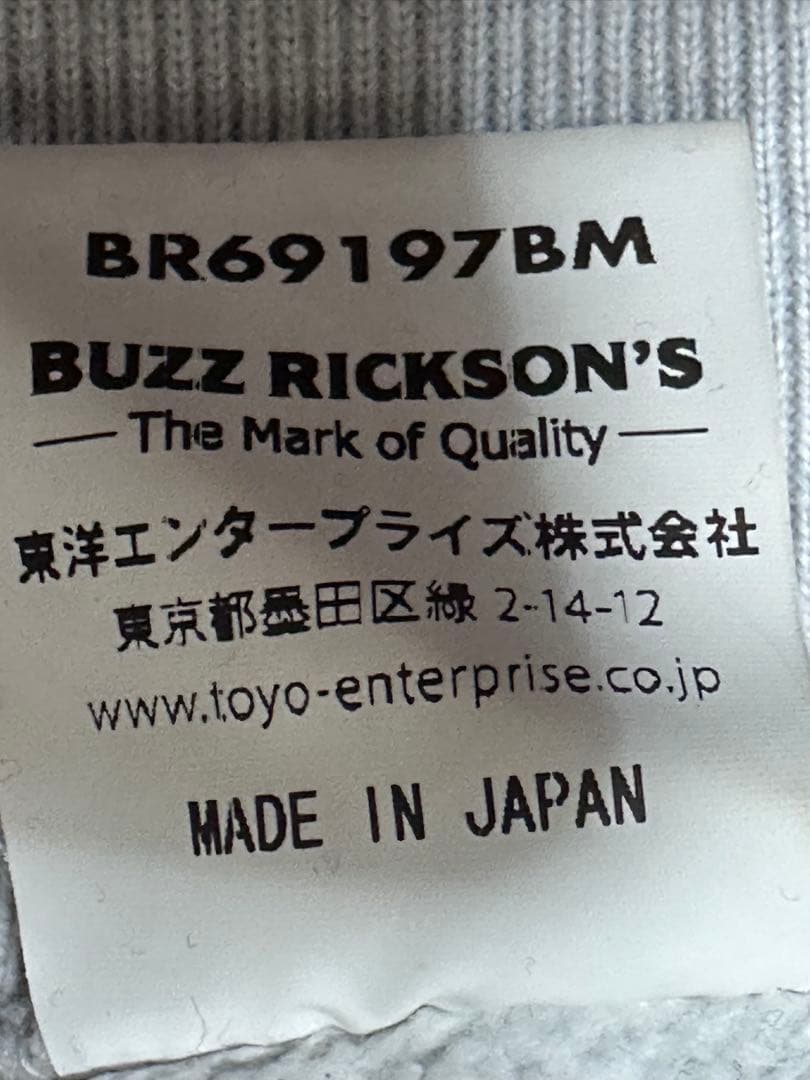 BR69197BM
BUZZ RICKSON'S
The Mark of Quality
東洋エンタープライズ株式会社
東京都墨田区緑 2-14-12
www.toyo-enterprise.co.jp
MADE IN JAPAN